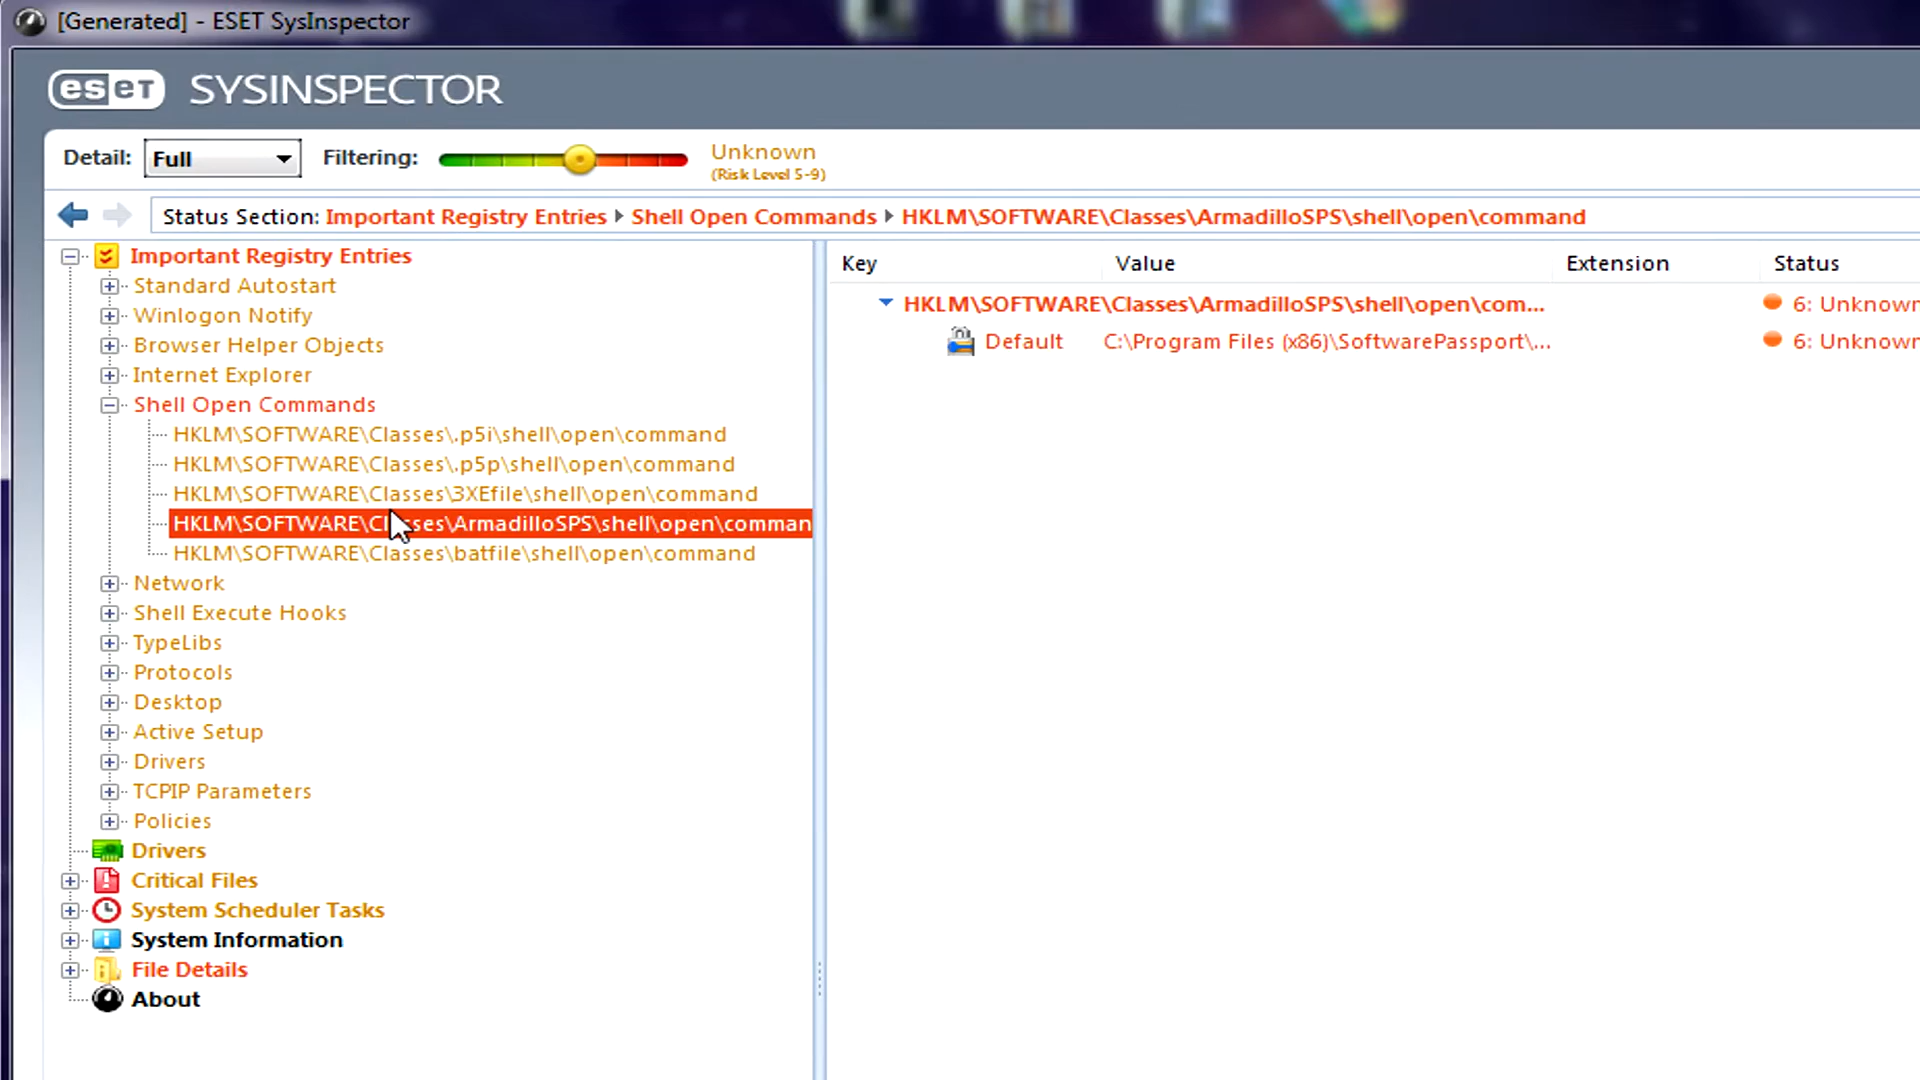 [Generated] - ESET SysInspector
eseT SYSINSPECTOR
Detail: Full Filtering: Unknown
(Risk Level 5-9)
Status Section: Important Registry Entries Shell Open Commands HKLM\SOFTWARE\Classes\ArmadilloSPS\shell\open\command
Important Registry Entries
Standard Autostart
Winlogon Notify
Browser Helper Objects
Internet Explorer
Shell Open Commands
HKLM\SOFTWARE\Classes\.p5i\shell\open\command
HKLM\SOFTWARE\Classes\.p5p\shell\open\command
HKLM\SOFTWARE\Classes\3XEfile\shell\open\command
HKLM\SOFTWARE\Classes\ArmadilloSPS\shell\open\comman
HKLM\SOFTWARE\Classes\batfile\shell\open\command
Network
Shell Execute Hooks
TypeLibs
Protocols
Desktop
Active Setup
Drivers
TCPIP Parameters
Policies
Drivers
Critical Files
System Scheduler Tasks
System Information
File Details
About
Key Value Extension Status
HKLM\SOFTWARE\Classes\ArmadilloSPS\shell\open\com... 6: Unknown
Default C:\Program Files (x86)\SoftwarePassport\... 6: Unknown